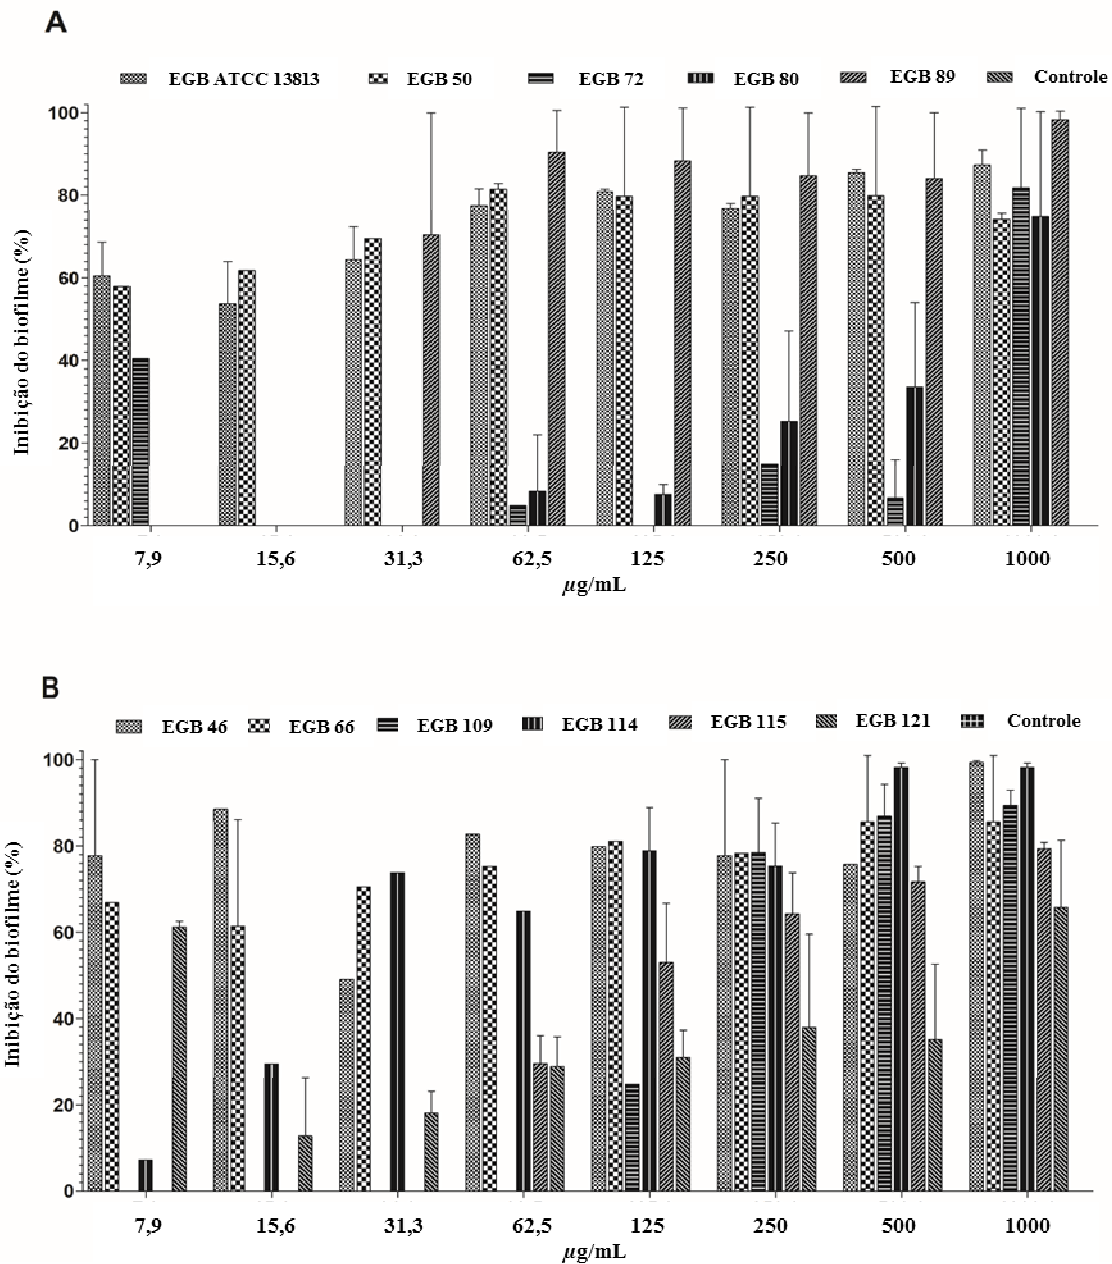 A
EGB ATCC 13813 EGB 50 EGB 72 EGB 80 EGB 89 Controle
Inibição do biofilme (%)
100
80
60
40
20
0
7,9 15,6 31,3 62,5 125 250 500 1000
µg/mL
B
EGB 46 EGB 66 EGB 109 EGB 114 EGB 115 EGB 121 Controle
Inibição do biofilme (%)
100
80
60
40
20
0
7,9 15,6 31,3 62,5 125 250 500 1000
µg/mL